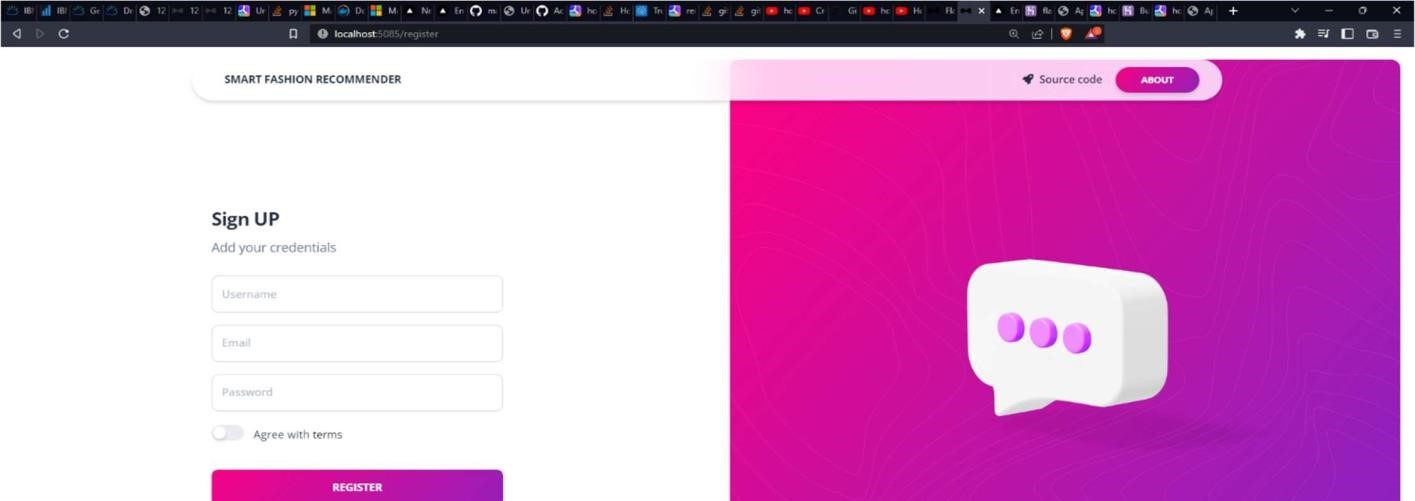 localhost:5085/register
SMART FASHION RECOMMENDER
Source code
ABOUT
Sign UP
Add your credentials
Username
Email
Password
Agree with terms
REGISTER